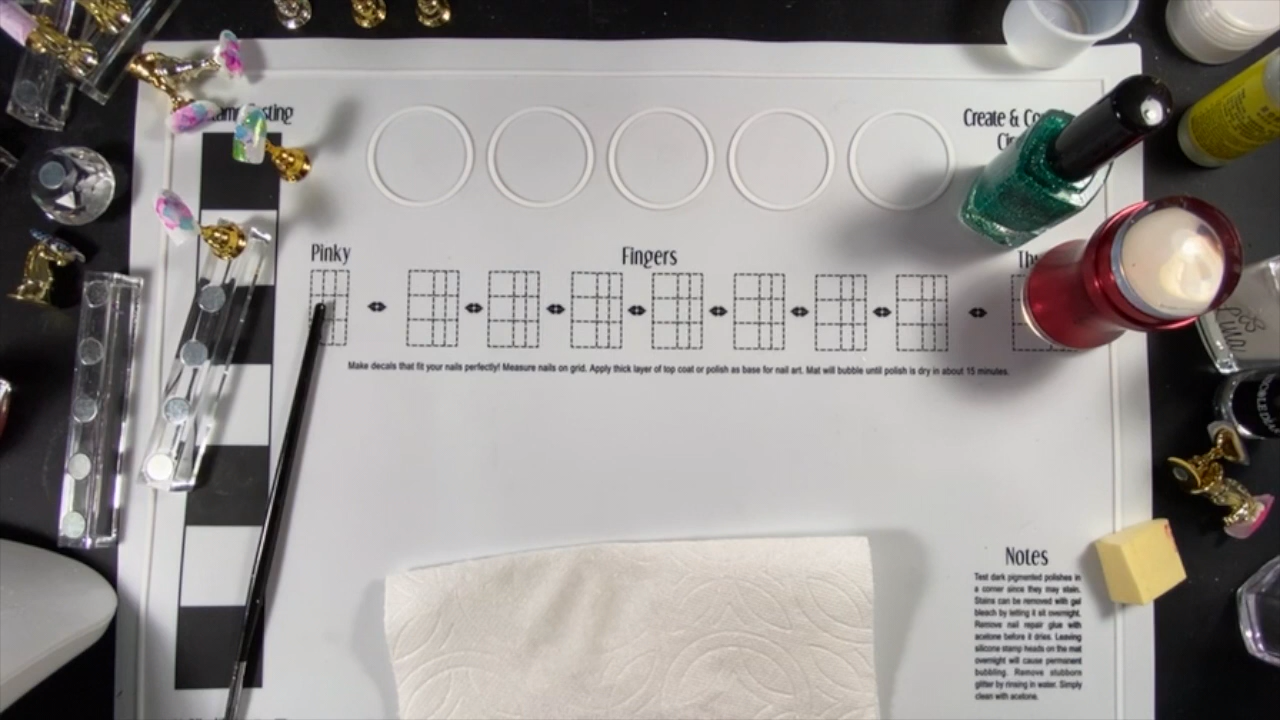 Create &
Pinky
Fingers
Make decals that fit your nails perfectly! Measure nails on grid. Apply thick layer of top coat or polish as base for nail art. Mat will bubble until polish is dry in about 15 minutes.
Notes
Test dark pigmented polishes in
a corner since they may stain.
Stains can be removed with gel
bleach by letting it sit overnight.
Remove nail repair glue with
acetone before it dries. Leaving
silicone stamp heads on the mat
overnight will cause permanent
bubbling. Remove stubborn
glitter by rinsing in water. Simply
clean with acetone.